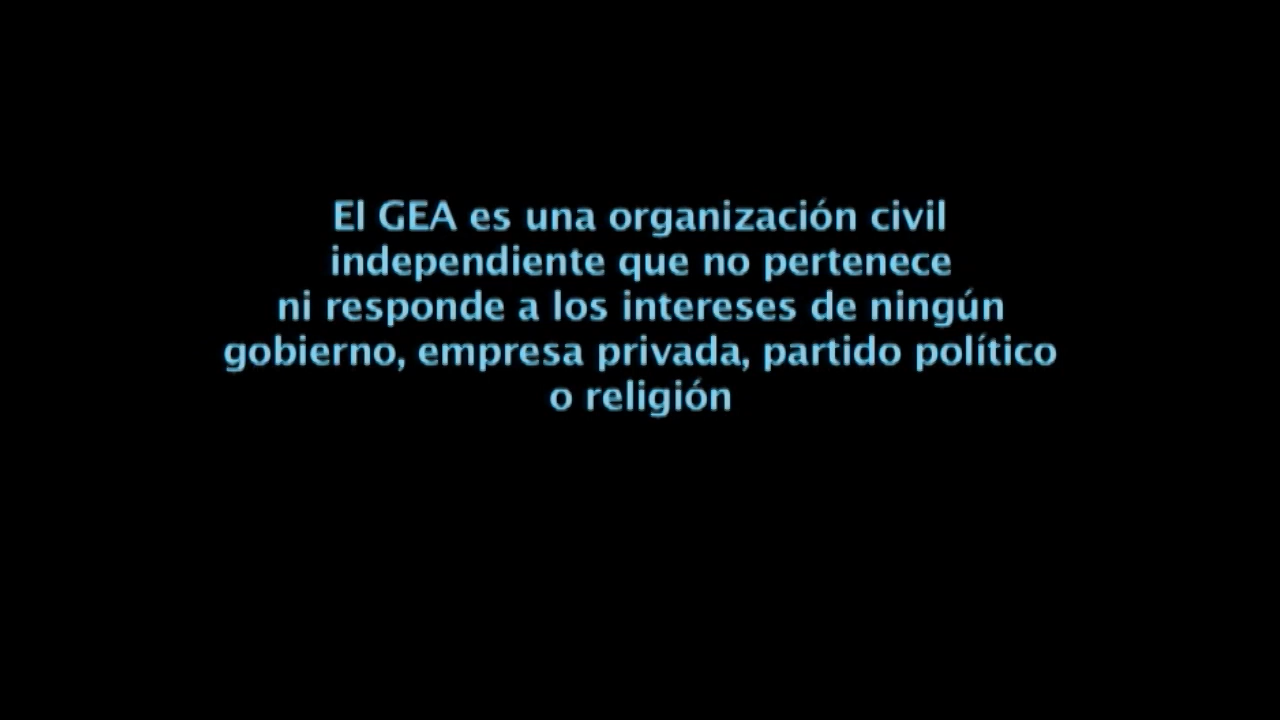 El GEA es una organización civil
independiente que no pertenece
ni responde a los intereses de ningún
gobierno, empresa privada, partido político
o religión